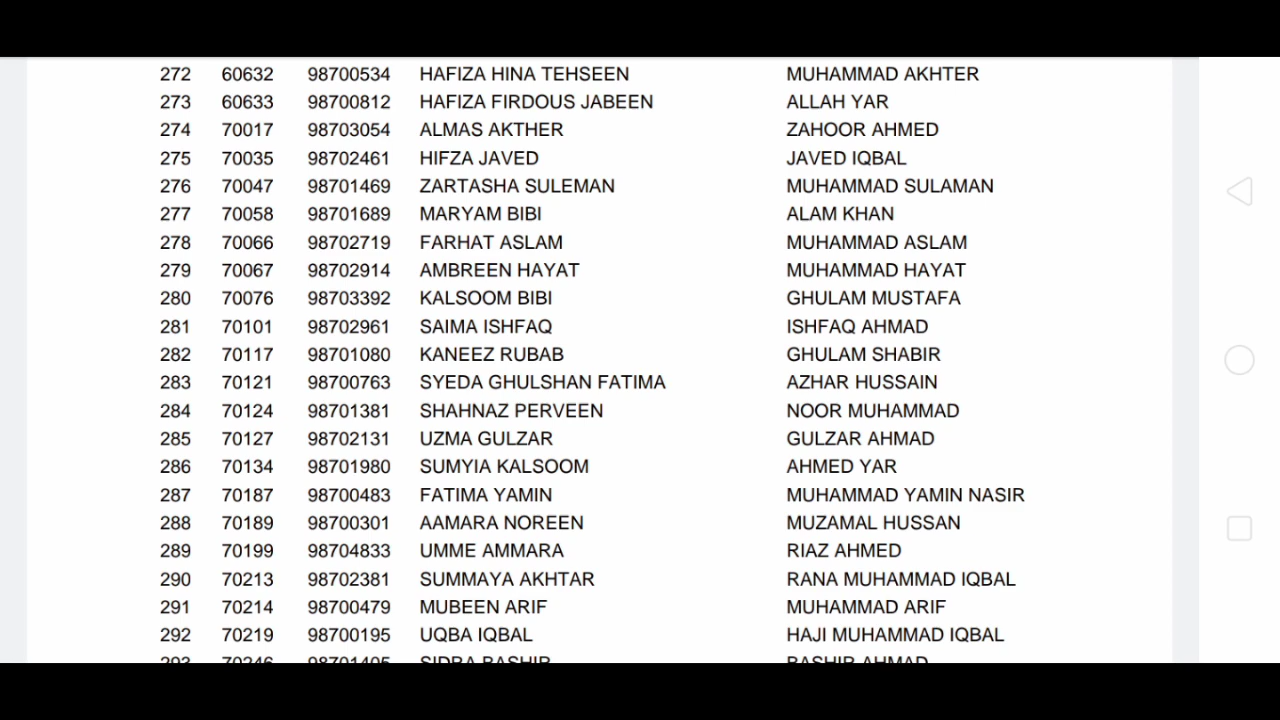 272 60632 98700534 HAFIZA HINA TEHSEEN MUHAMMAD AKHTER
273 60633 98700812 HAFIZA FIRDOUS JABEEN ALLAH YAR
274 70017 98703054 ALMAS AKTHER ZAHOOR AHMED
275 70035 98702461 HIFZA JAVED JAVED IQBAL
276 70047 98701469 ZARTASHA SULEMAN MUHAMMAD SULAMAN
277 70058 98701689 MARYAM BIBI ALAM KHAN
278 70066 98702719 FARHAT ASLAM MUHAMMAD ASLAM
279 70067 98702914 AMBREEN HAYAT MUHAMMAD HAYAT
280 70076 98703392 KALSOOM BIBI GHULAM MUSTAFA
281 70101 98702961 SAIMA ISHFAQ ISHFAQ AHMAD
282 70117 98701080 KANEEZ RUBAB GHULAM SHABIR
283 70121 98700763 SYEDA GHULSHAN FATIMA AZHAR HUSSAIN
284 70124 98701381 SHAHNAZ PERVEEN NOOR MUHAMMAD
285 70127 98702131 UZMA GULZAR GULZAR AHMAD
286 70134 98701980 SUMYIA KALSOOM AHMED YAR
287 70187 98700483 FATIMA YAMIN MUHAMMAD YAMIN NASIR
288 70189 98700301 AAMARA NOREEN MUZAMAL HUSSAN
289 70199 98704833 UMME AMMARA RIAZ AHMED
290 70213 98702381 SUMMAYA AKHTAR RANA MUHAMMAD IQBAL
291 70214 98700479 MUBEEN ARIF MUHAMMAD ARIF
292 70219 98700195 UQBA IQBAL HAJI MUHAMMAD IQBAL
293 70246 98701405 SIDRA BASHIR BASHIR AHMAD